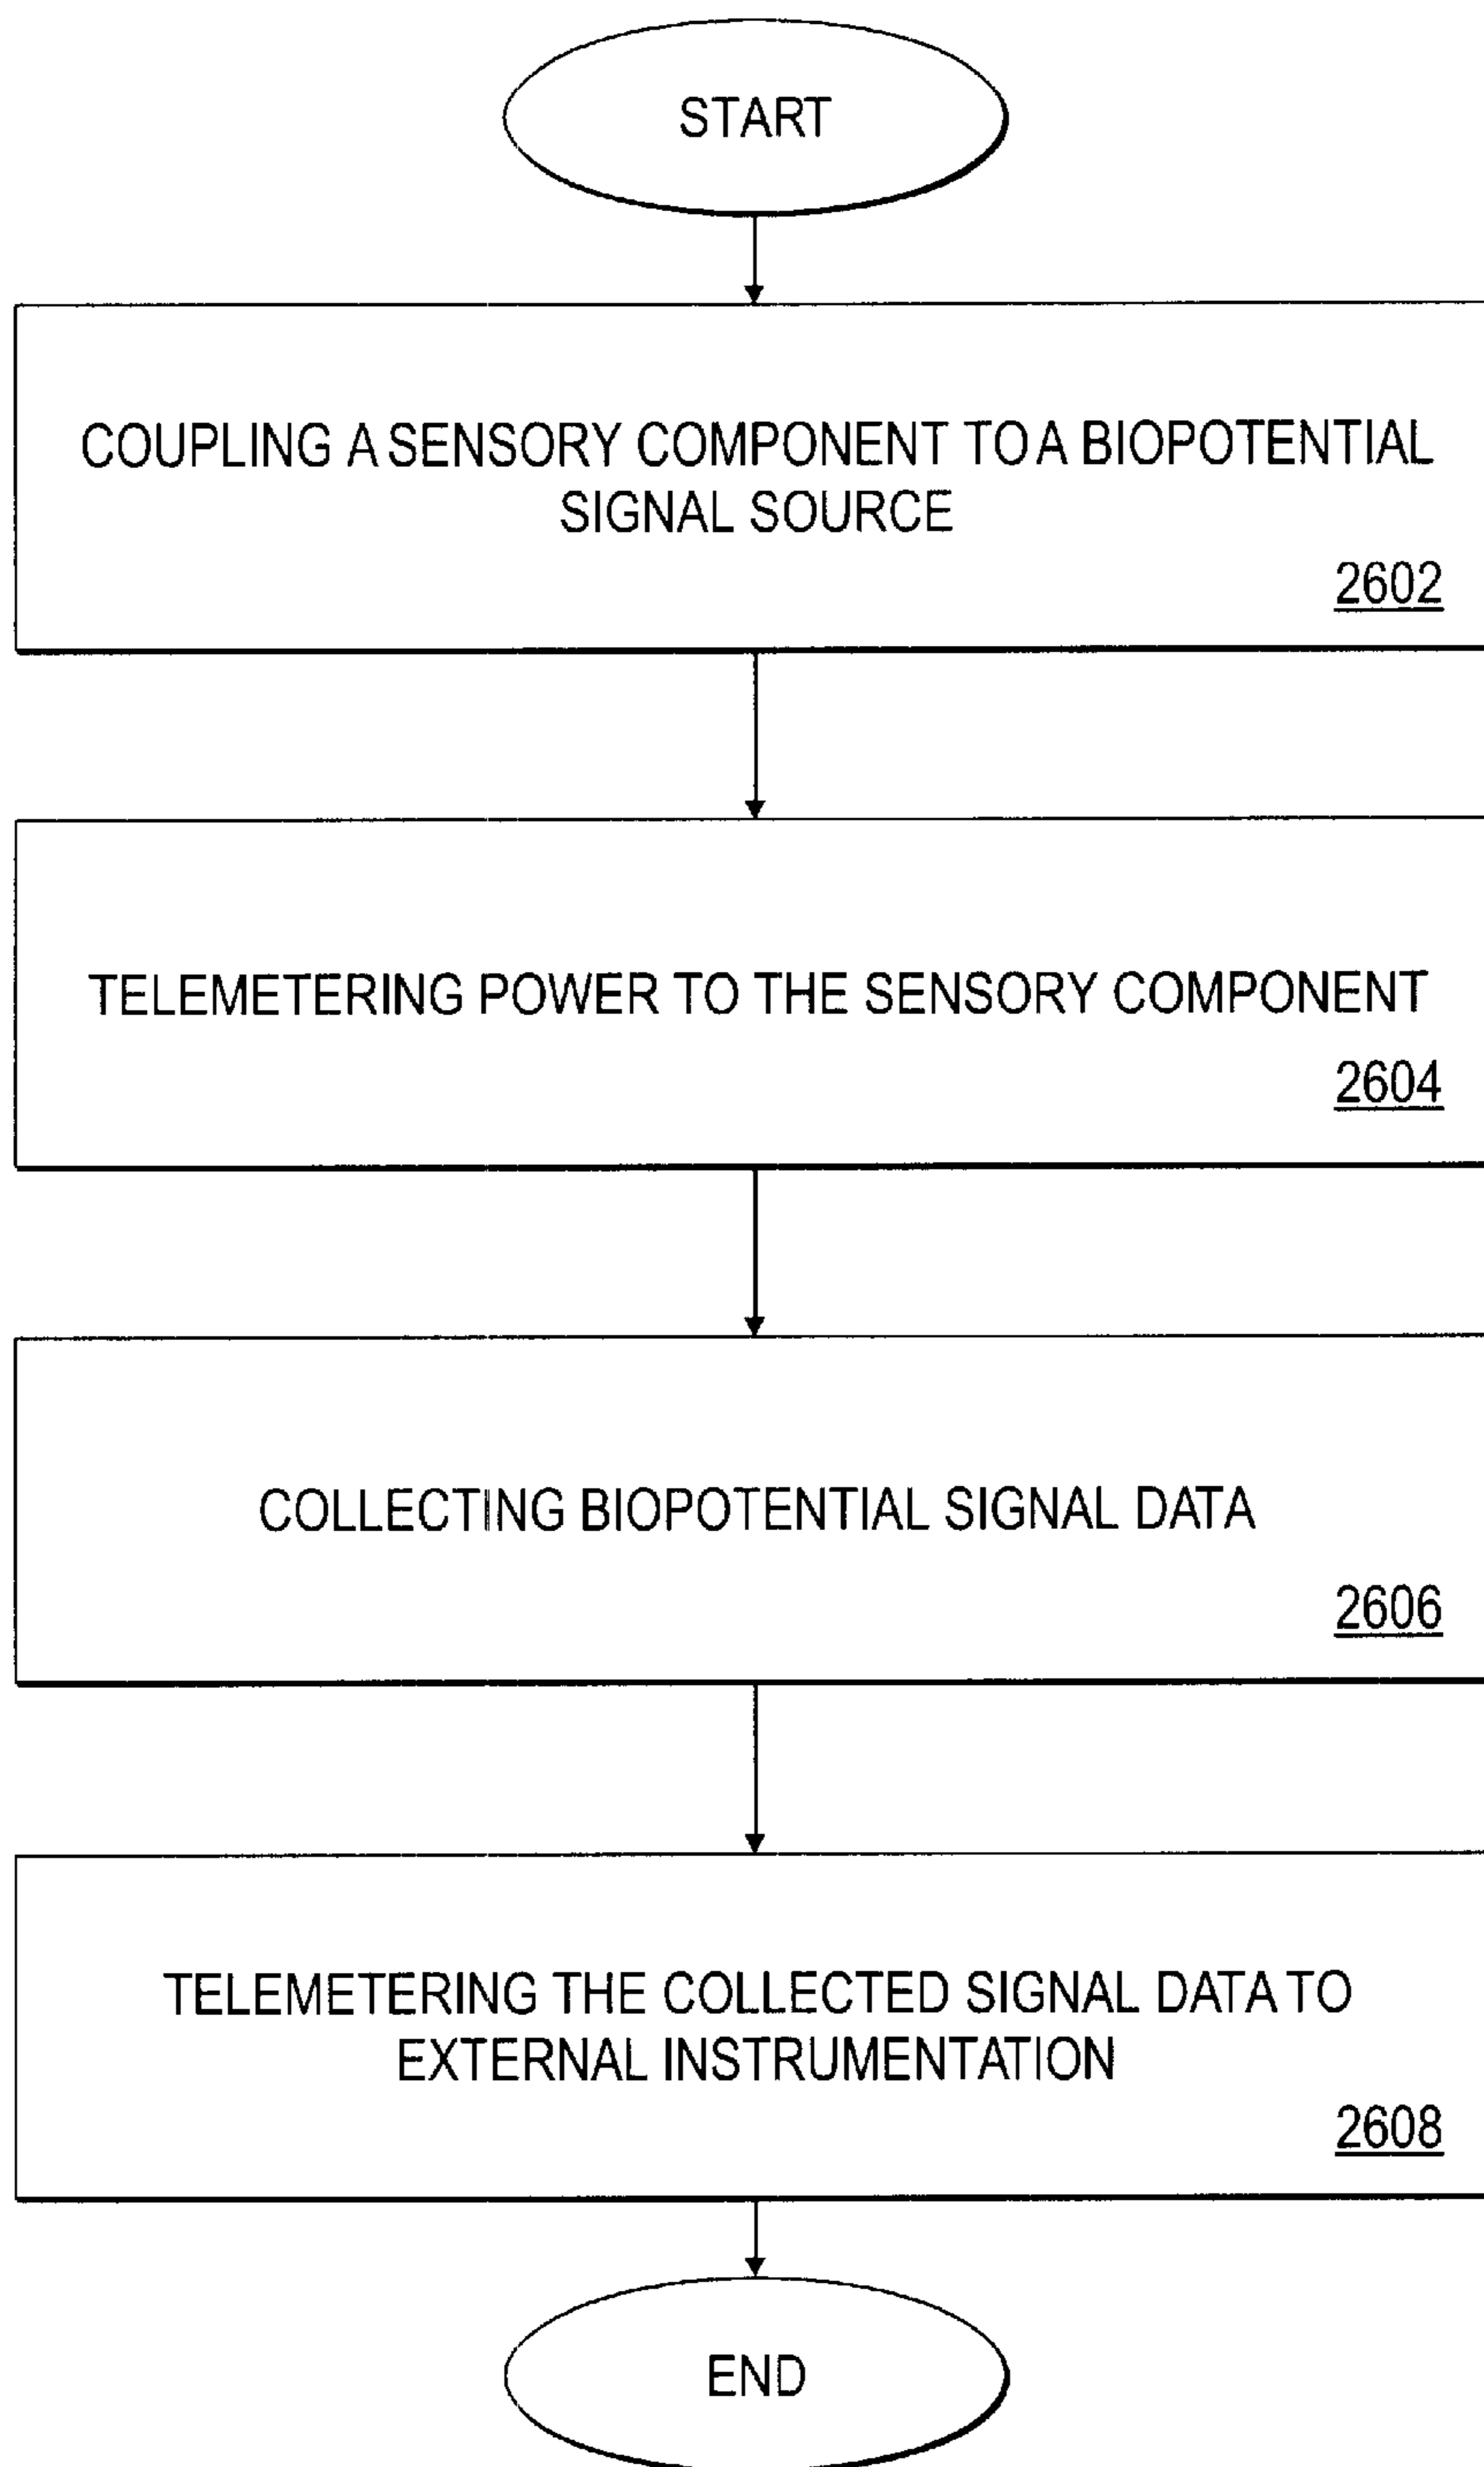 START
COUPLING A SENSORY COMPONENT TO A BIOPOTENTIAL
SIGNAL SOURCE
2602
TELEMETERING POWER TO THE SENSORY COMPONENT
2604
COLLECTING BIOPOTENTIAL SIGNAL DATA
2606
TELEMETERING THE COLLECTED SIGNAL DATA TO
EXTERNAL INSTRUMENTATION
2608
END